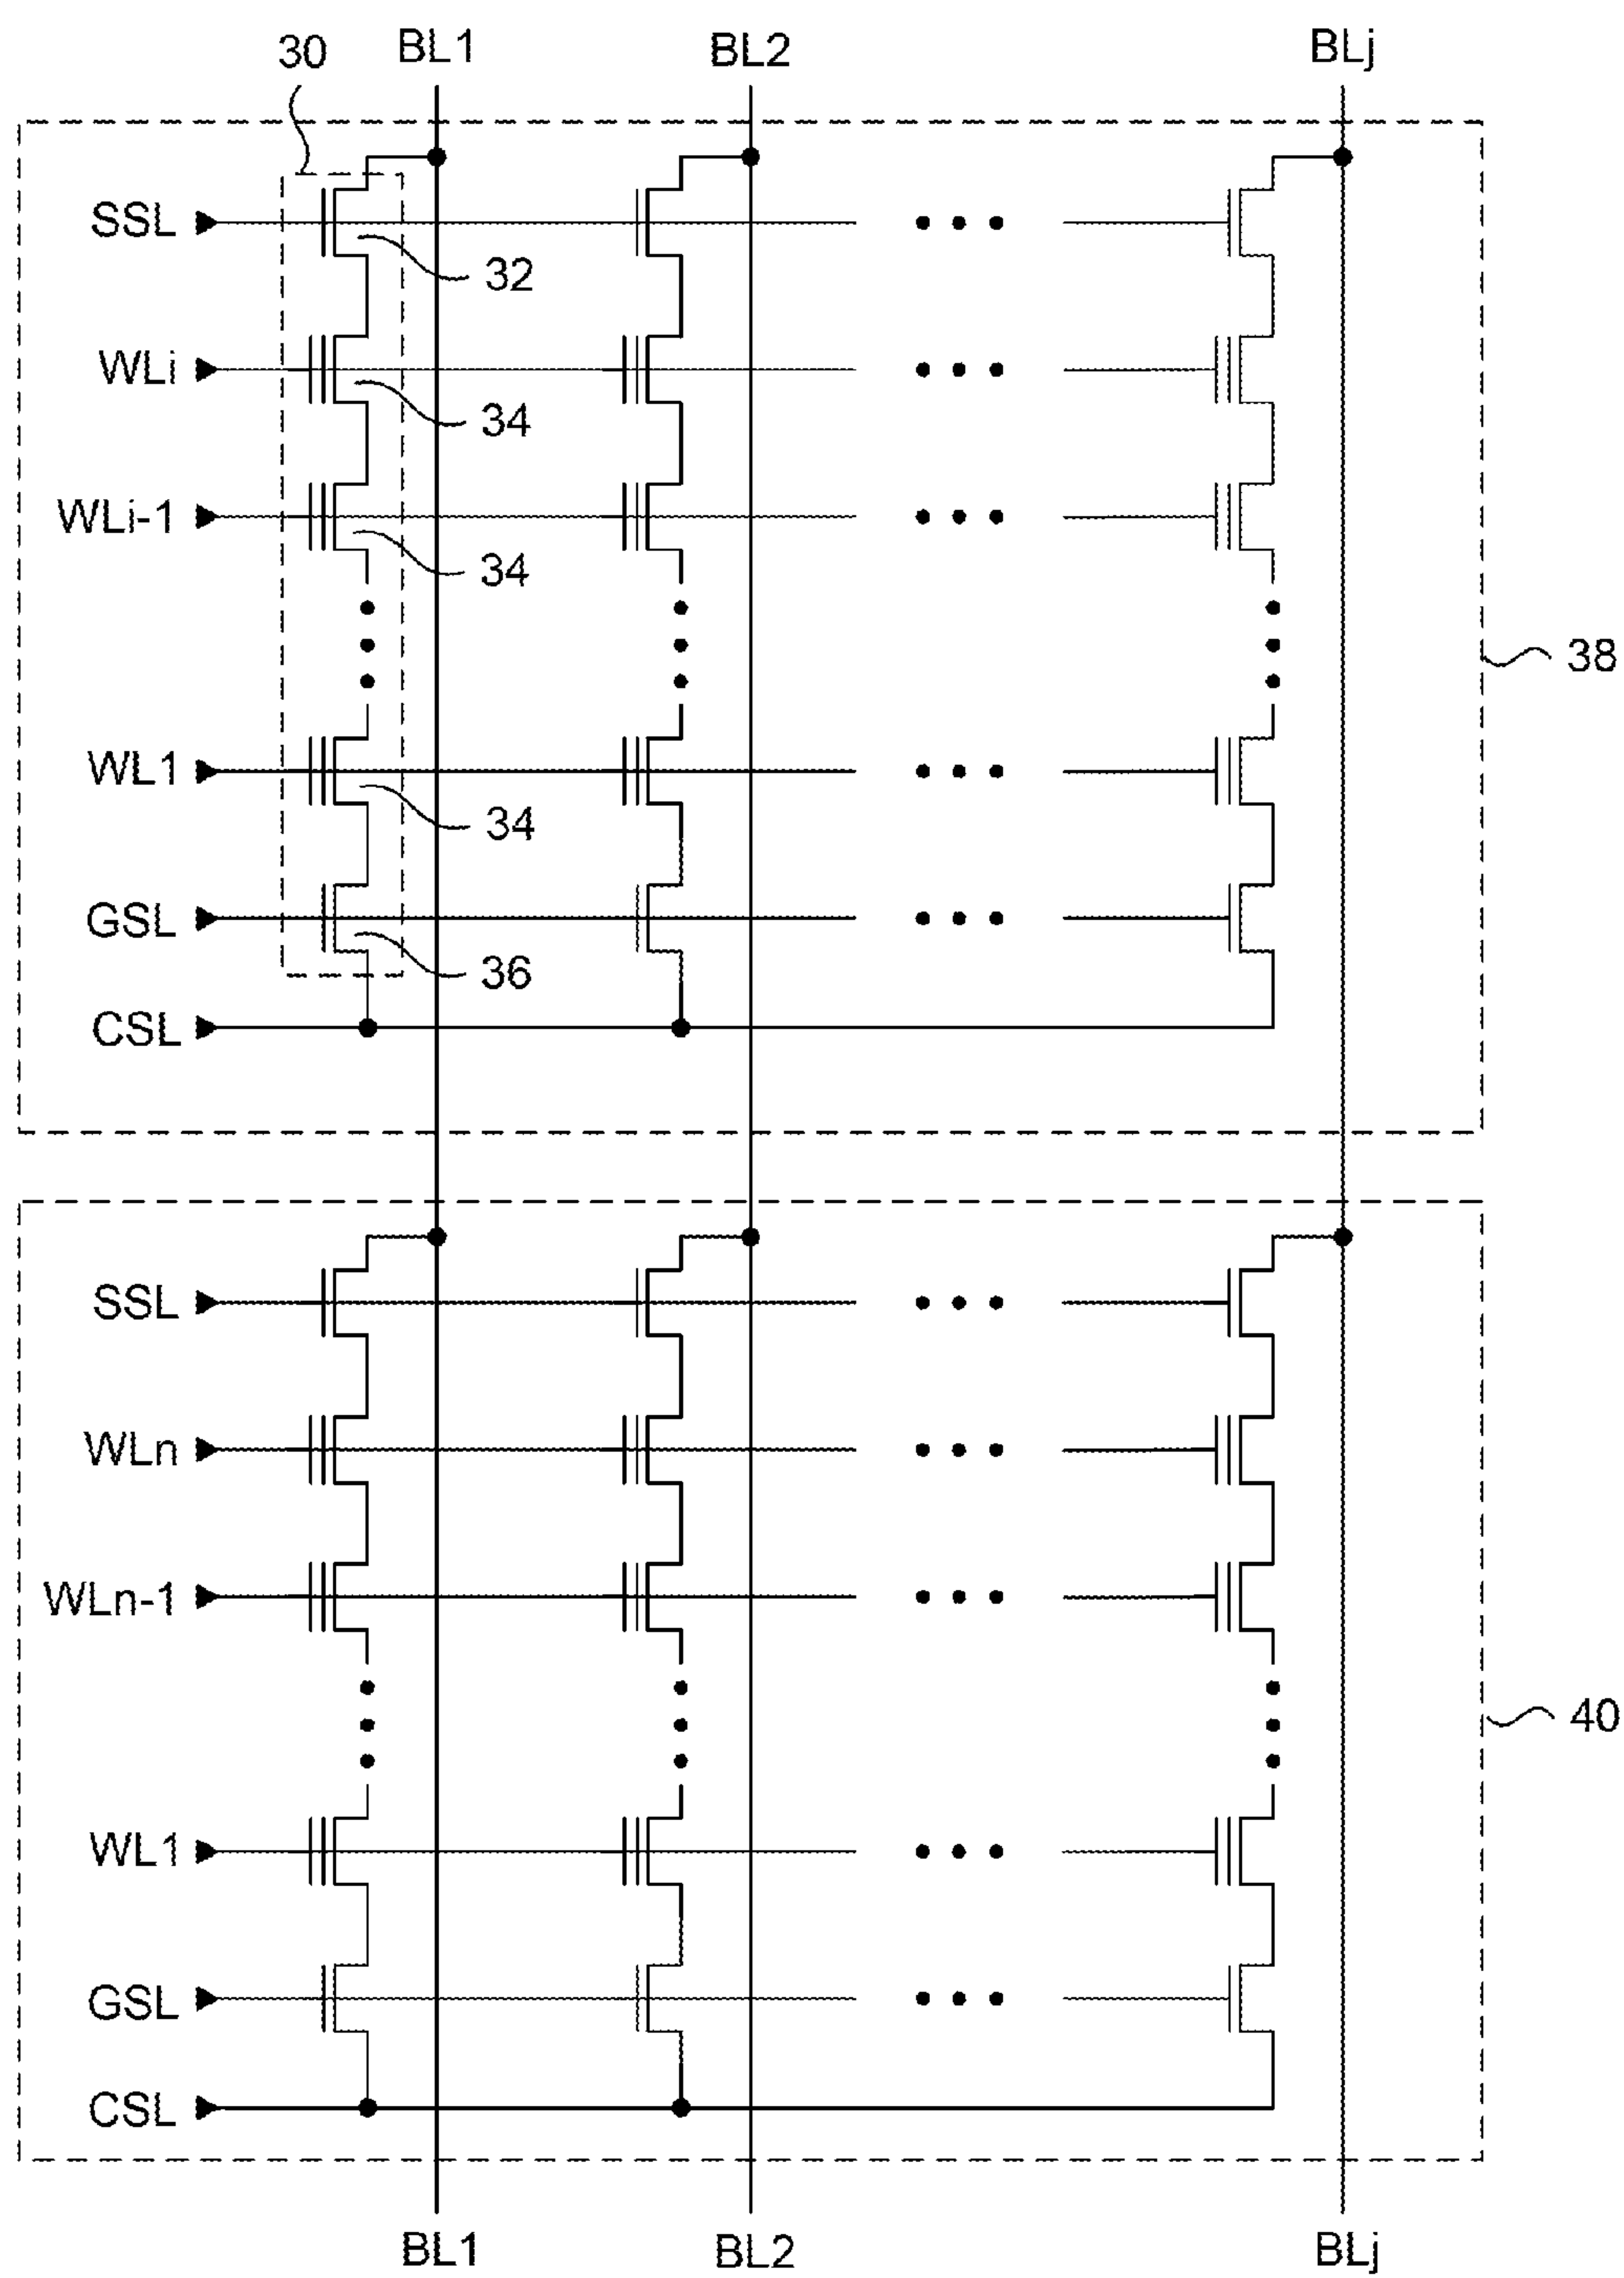 30 BL1 BL2 BLj
SSL
32
WLi
34
WLi-1
34
38
WL1
34
GSL
36
CSL
SSL
WLn
WLn-1
40
WL1
GSL
CSL
BL1 BL2 BLj